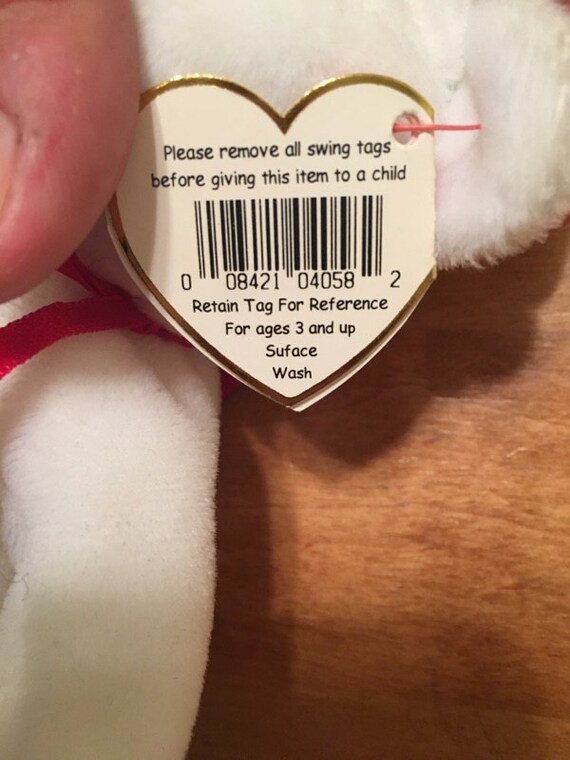 Please remove all swing tags
before giving this item to a child
0 08421 04058 2
Retain Tag For Reference
For ages 3 and up
Suface
Wash